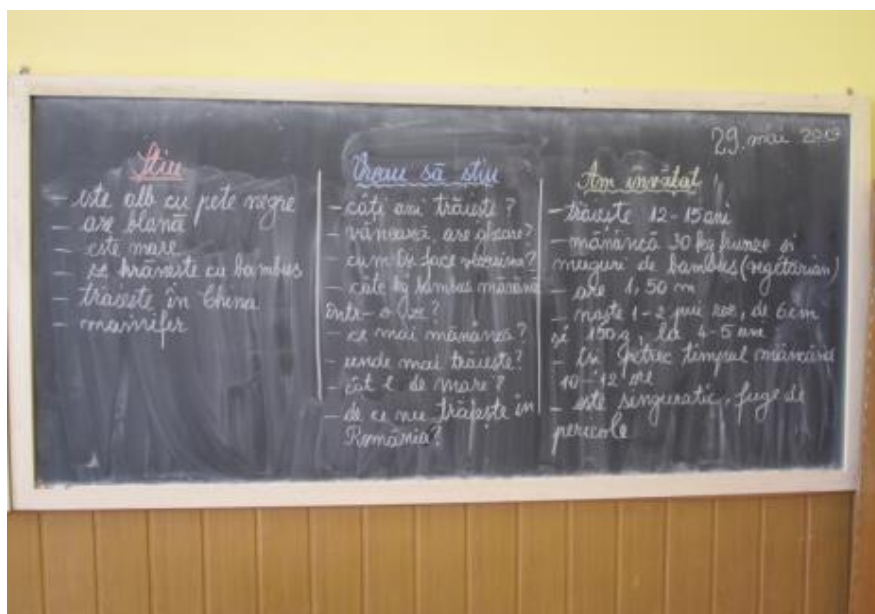 29. mai
Știu
- este alb cu pete negre
- are blană
- este mare
- se hrănește cu bambus
- trăiește în China
- mamifer
Vreau să știu
- câți ani trăiește?
- vânează, are gheare?
- cum își face
- câte kg bambus mănâncă
într-o zi?
- ce mai mănâncă?
- unde mai trăiește?
- cât e de mare?
- de ce nu trăiește în
România?
Am învățat
- trăiește 12-15 ani
- mănâncă 30 kg frunze și
muguri de bambus (vegetarian)
- are 1,50 m
- naște 1-2 pui roz, de 6 cm
și 150 g, la 4-5 ani
- își petrec timpul mâncând
10-12 ore
- este singuratic, fuge de
pericole